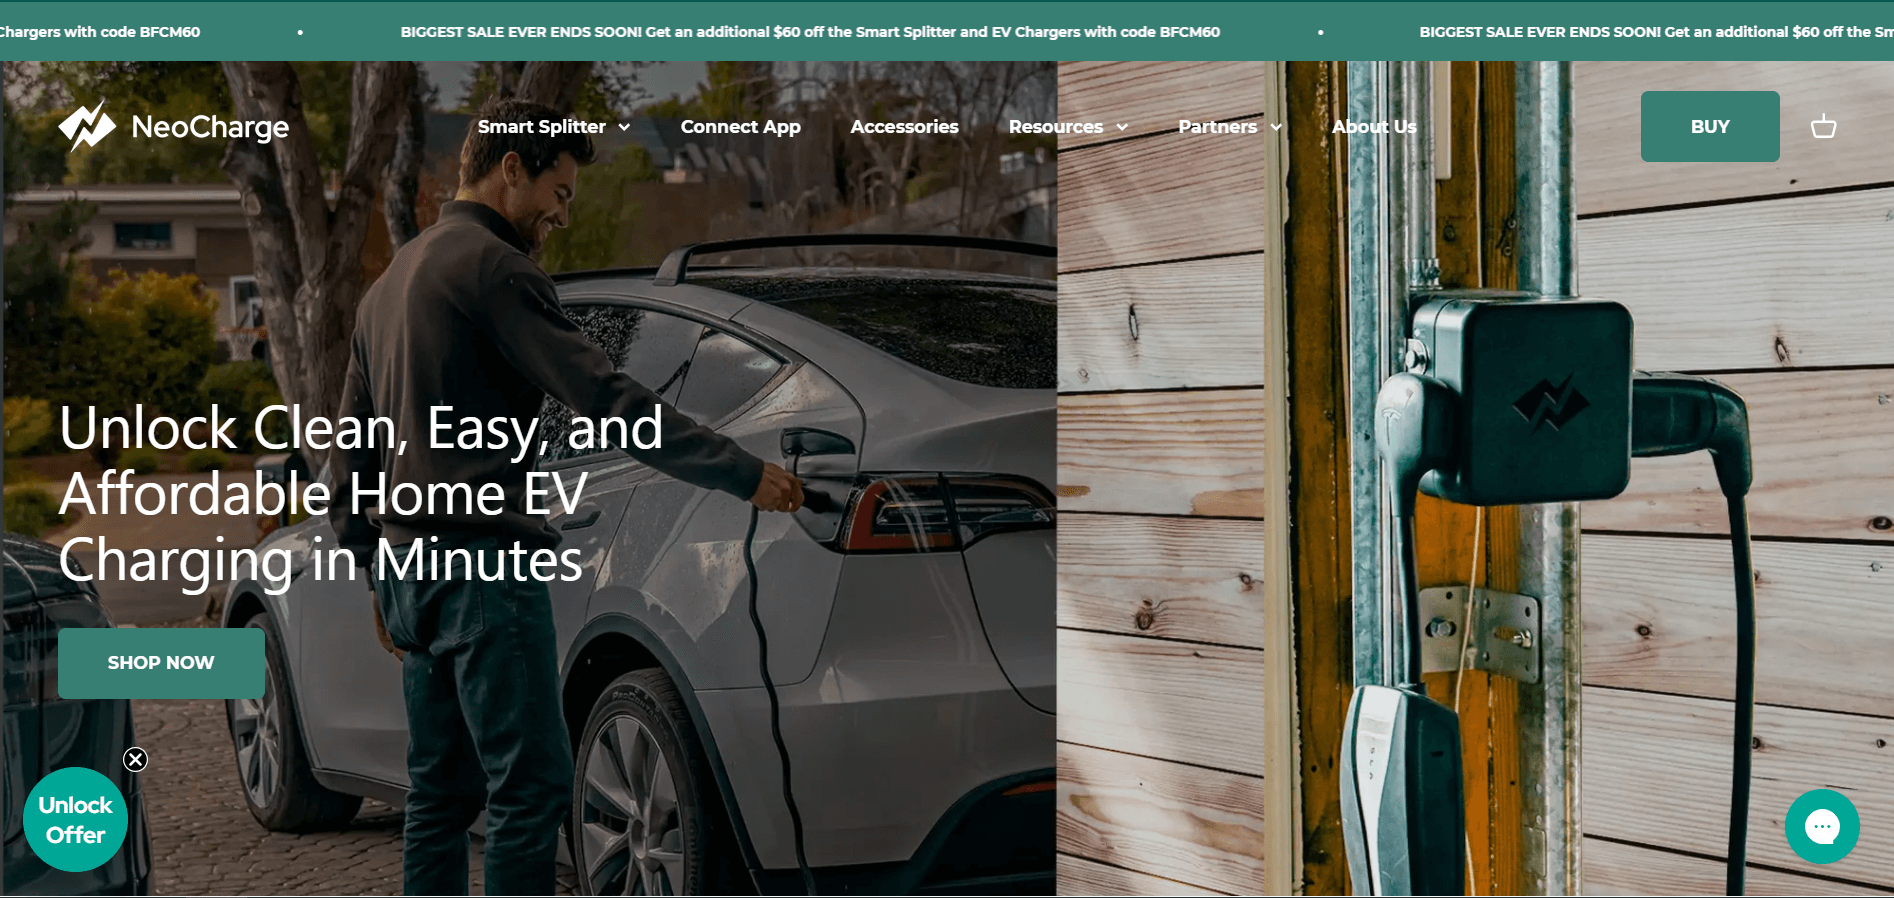 Chargers with code BFCM60 • BIGGEST SALE EVER ENDS SOON! Get an additional $60 off the Smart Splitter and EV Chargers with code BFCM60 • BIGGEST SALE EVER ENDS SOON! Get an additional $60 off the Sm
NeoCharge
Smart Splitter
Connect App
Accessories
Resources
Partners
About Us
BUY
Unlock Clean, Easy, and
Affordable Home EV
Charging in Minutes
SHOP NOW
Unlock
Offer